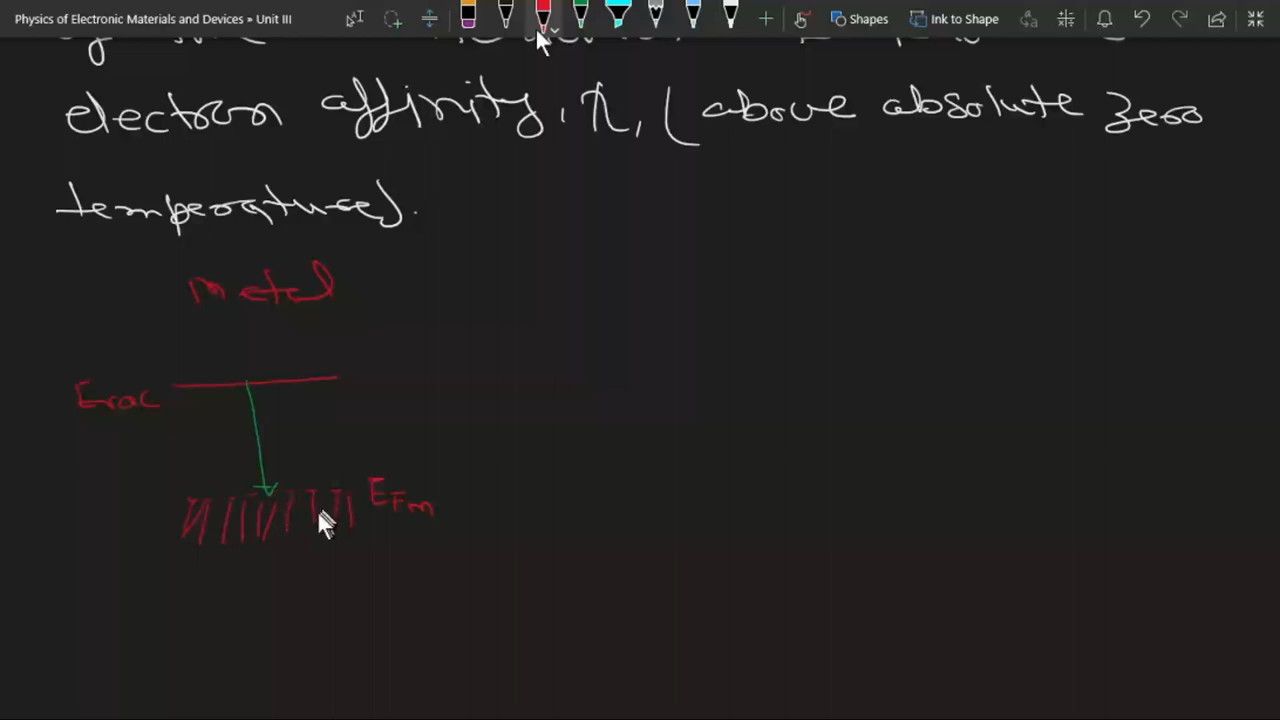 Physics of Electronic Materials and Devices » Unit III
Shapes
Ink to Shape
electron affinity, χ, (above absolute zero
temperatures).
Metal
Evac
EFm